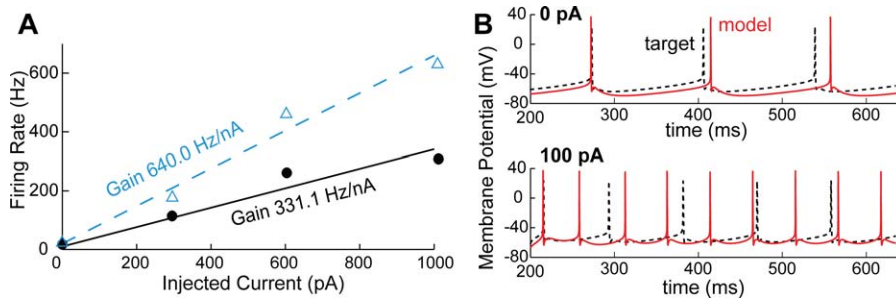 A
Firing Rate (Hz)
600
400
200
0
Gain 640.0 Hz/nA
Gain 331.1 Hz/nA
0 200 400 600 800 1000
Injected Current (pA)
B
Membrane Potential (mV)
0 pA
40
0
-40
-80
target
model
200 300 400 500 600
time (ms)
100 pA
40
0
-40
-80
200 300 400 500 600
time (ms)